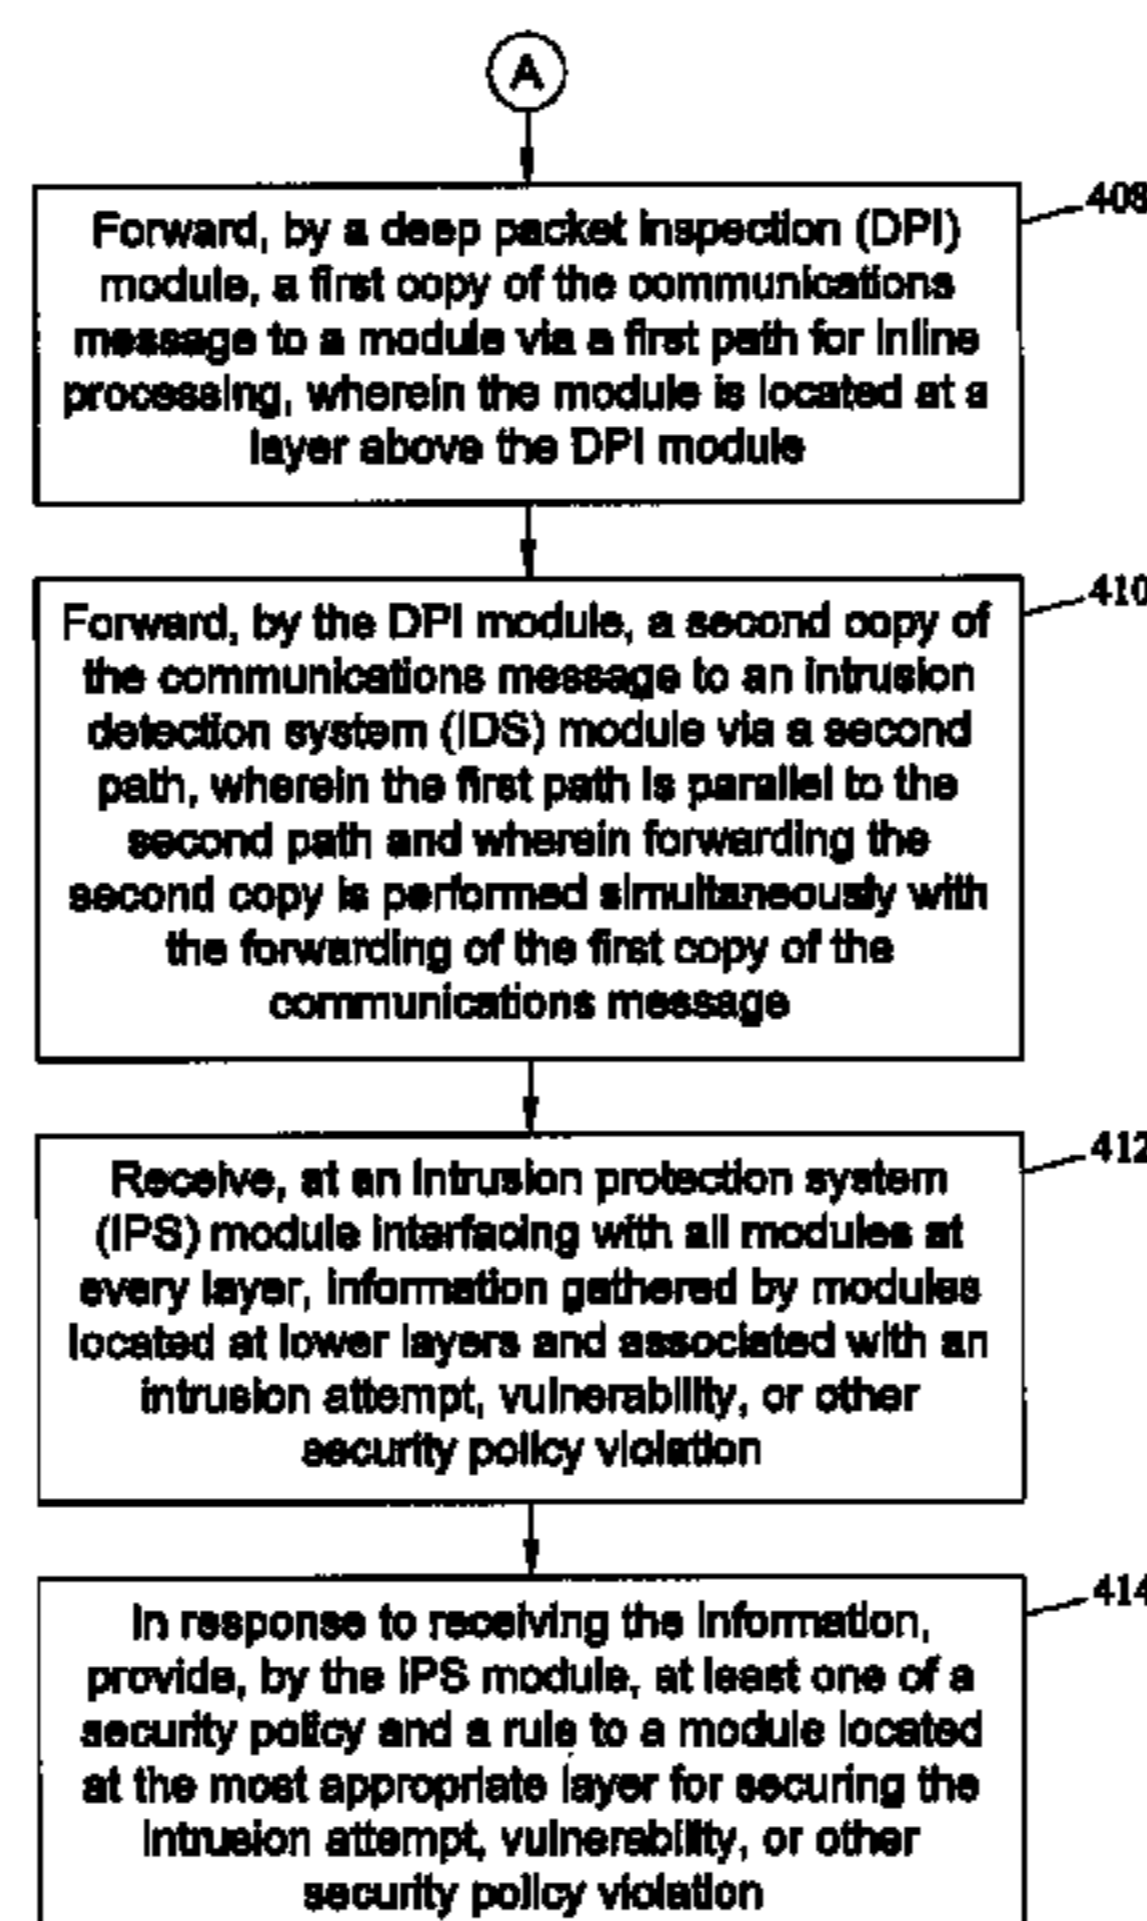 A
408
Forward, by a deep packet inspection (DPI)
module, a first copy of the communications
message to a module via a first path for inline
processing, wherein the module is located at a
layer above the DPI module
410
Forward, by the DPI module, a second copy of
the communications message to an intrusion
detection system (IDS) module via a second
path, wherein the first path is parallel to the
second path and wherein forwarding the
second copy is performed simultaneously with
the forwarding of the first copy of the
communications message
412
Receive, at an intrusion protection system
(IPS) module interfacing with all modules at
every layer, information gathered by modules
located at lower layers and associated with an
intrusion attempt, vulnerability, or other
security policy violation
414
In response to receiving the information,
provide, by the IPS module, at least one of a
security policy and a rule to a module located
at the most appropriate layer for securing the
intrusion attempt, vulnerability, or other
security policy violation